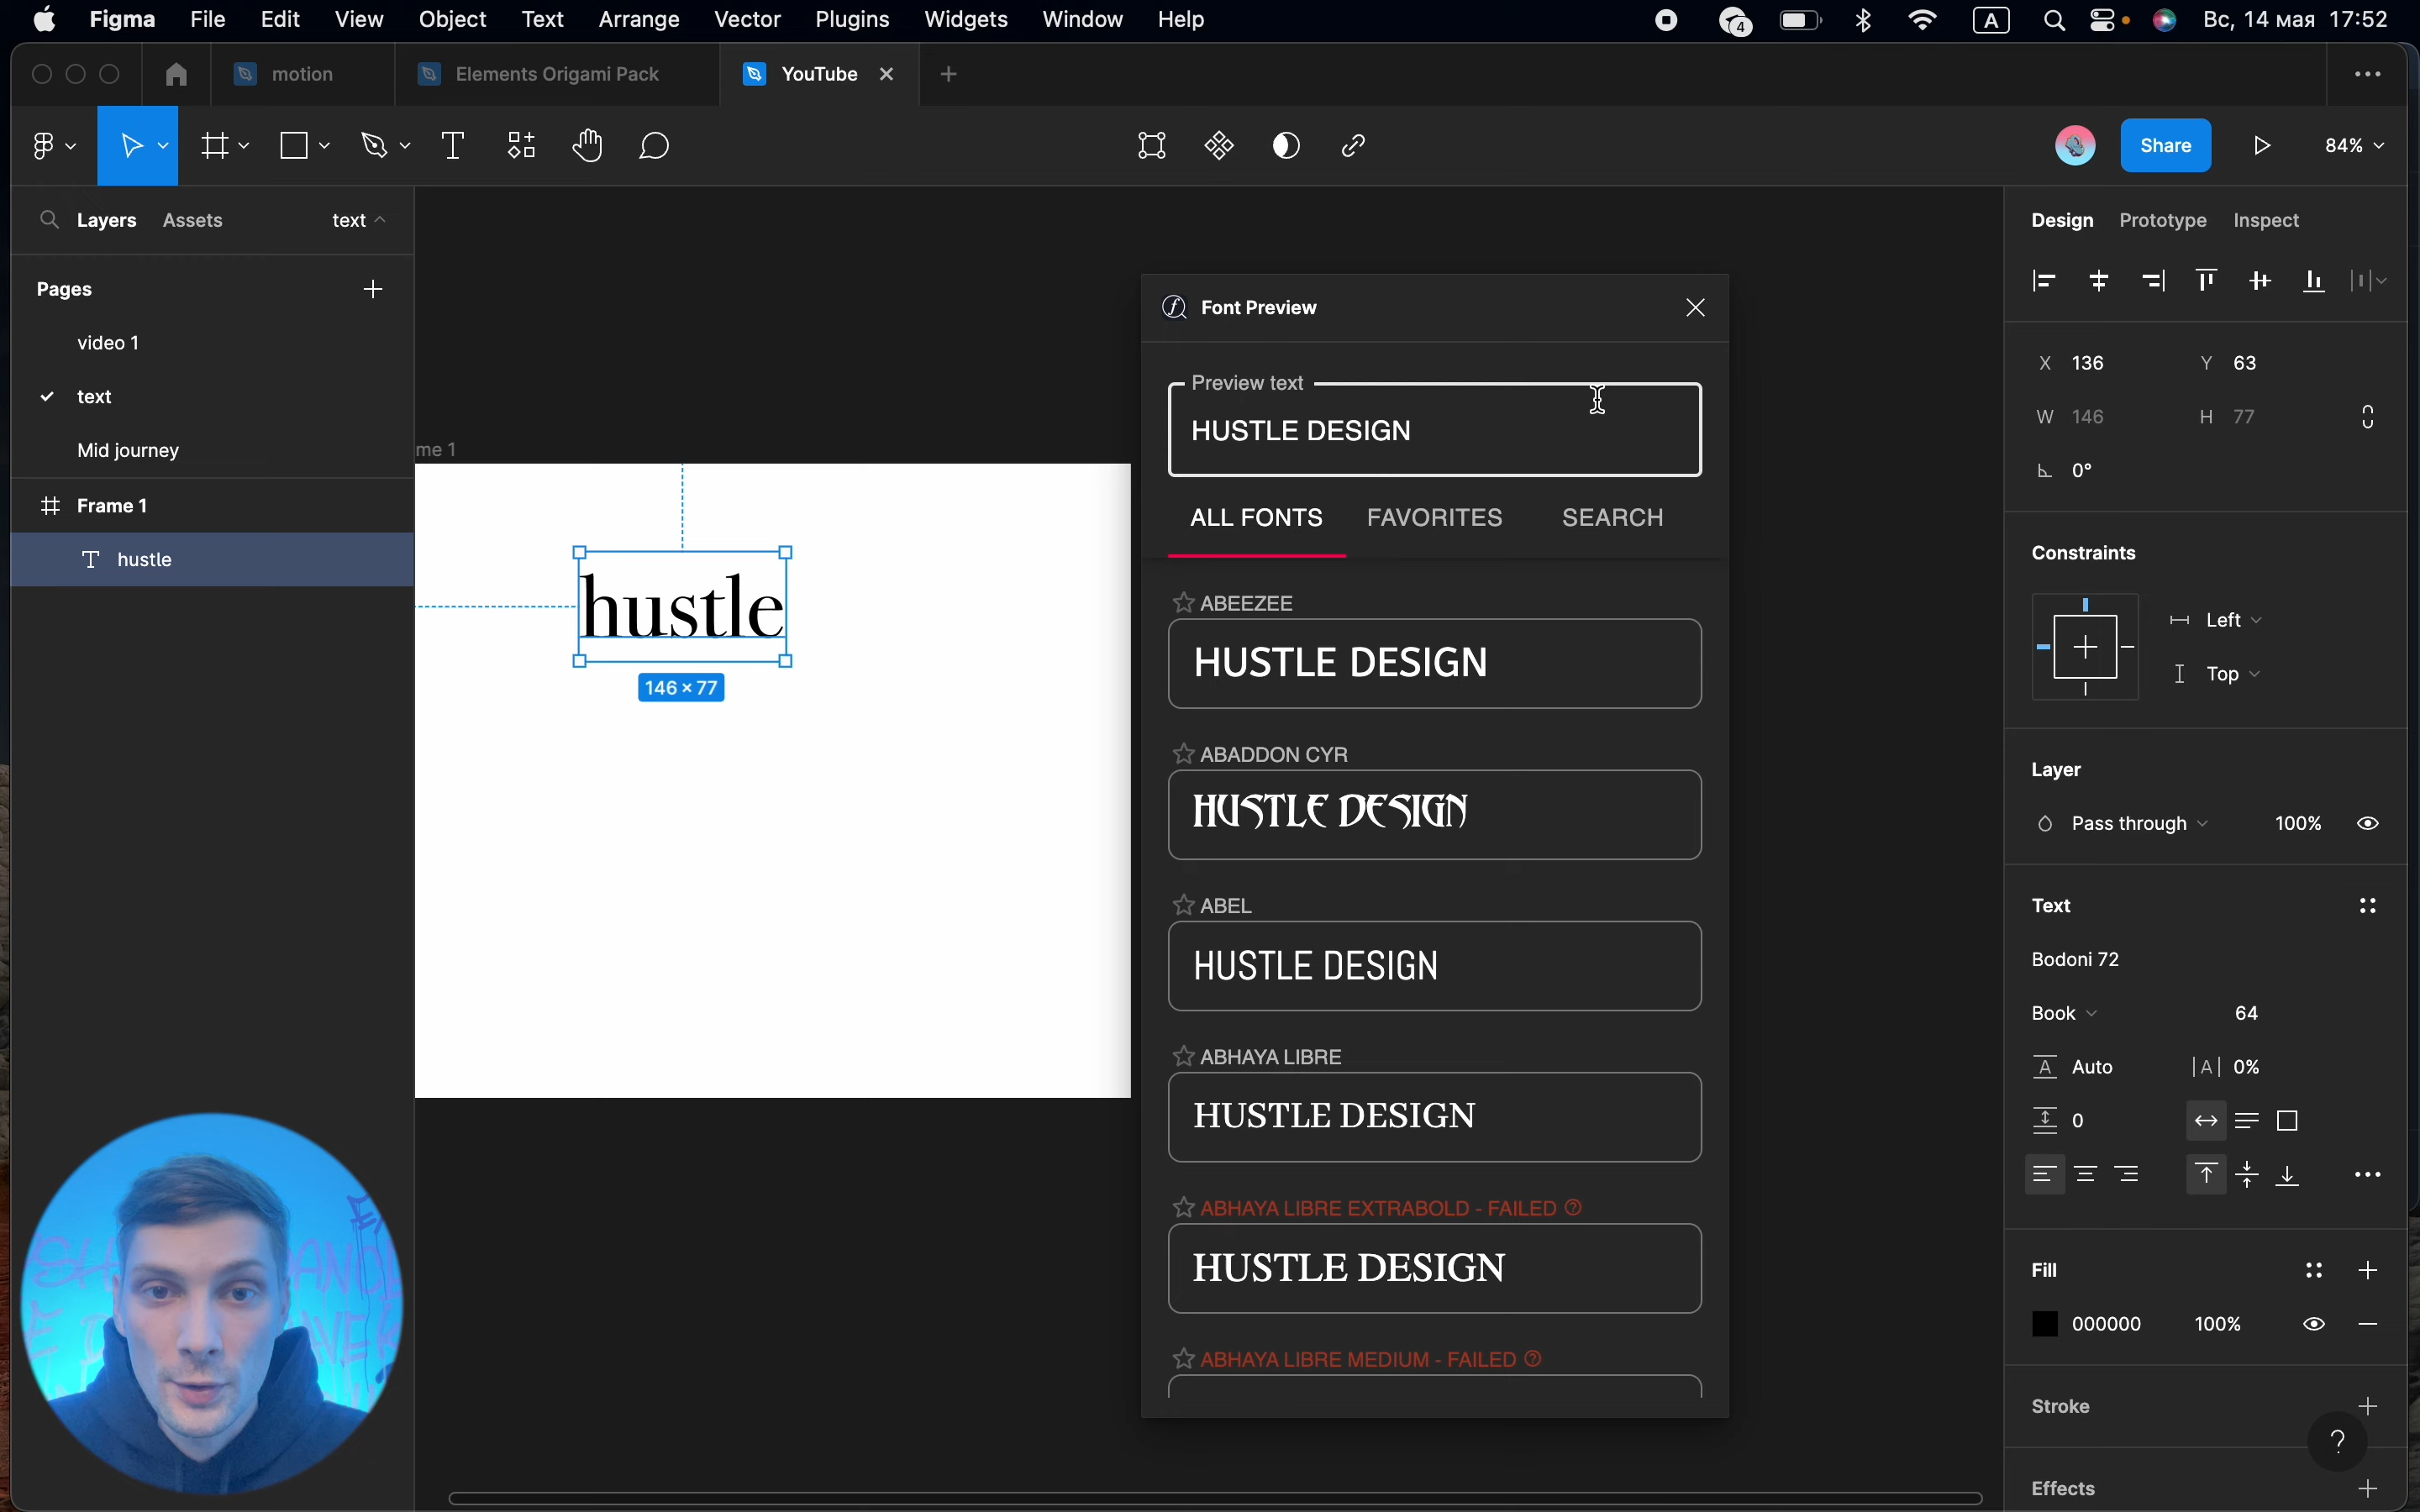 Figma File Edit View Object Text Arrange Vector Plugins Widgets Window Help
4 A Вс, 14 мая 17:52
motion Elements Origami Pack YouTube
Share 84%
Layers Assets text
Pages
video 1
text
Mid journey
Frame 1
hustle
me 1
hustle
146 × 77
Font Preview
Preview text
HUSTLE DESIGN
ALL FONTS FAVORITES SEARCH
ABEEZEE
HUSTLE DESIGN
ABADDON CYR
HUSTLE DESIGN
ABEL
HUSTLE DESIGN
ABHAYA LIBRE
HUSTLE DESIGN
ABHAYA LIBRE EXTRABOLD - FAILED ?
HUSTLE DESIGN
ABHAYA LIBRE MEDIUM - FAILED ?
Design Prototype Inspect
X 136 Y 63
W 146 H 77
0°
Constraints
Left
Top
Layer
Pass through 100%
Text
Bodoni 72
Book 64
A Auto |A| 0%
0
Fill
000000 100%
Stroke
?
Effects